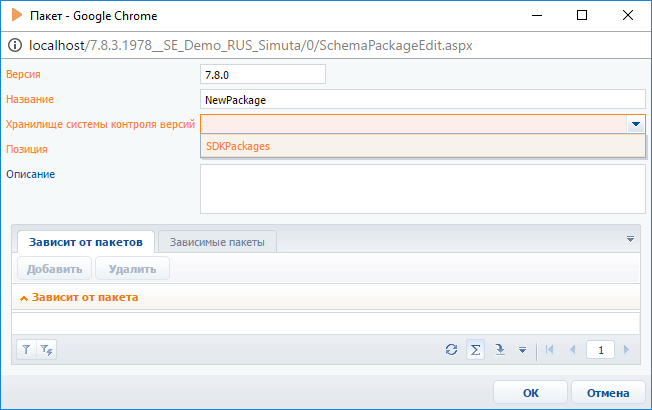 Пакет - Google Chrome
localhost/7.8.3.1978__SE_Demo_RUS_Simuta/0/SchemaPackageEdit.aspx
Версия 7.8.0
Название NewPackage
Хранилище системы контроля версий
SDKPackages
Позиция
Описание
Зависит от пакетов Зависимые пакеты
Добавить Удалить
Зависит от пакета
1
ОК Отмена